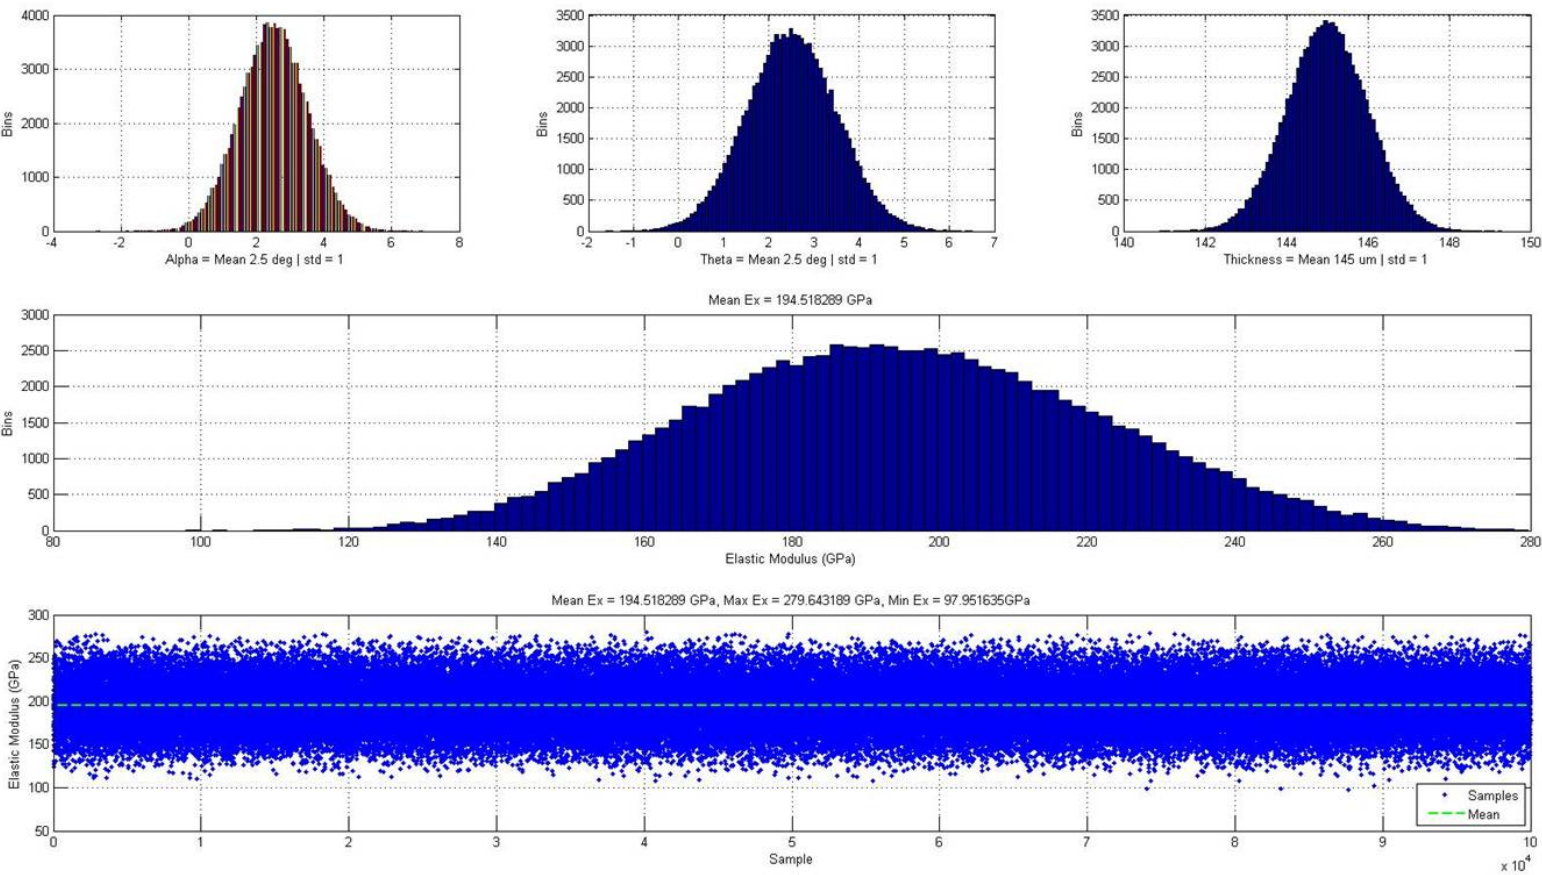 4000
3000
2000
1000
0
-4 -2 0 2 4 6 8
Bins
Alpha = Mean 2.5 deg | std = 1
3500
3000
2500
2000
1500
1000
500
0
-2 -1 0 1 2 3 4 5 6 7
Bins
Theta = Mean 2.5 deg | std = 1
3500
3000
2500
2000
1500
1000
500
0
140 142 144 146 148 150
Bins
Thickness = Mean 145 um | std = 1
Mean Ex = 194.518289 GPa
3000
2500
2000
1500
1000
500
0
80 100 120 140 160 180 200 220 240 260 280
Bins
Elastic Modulus (GPa)
Mean Ex = 194.518289 GPa, Max Ex = 279.643189 GPa, Min Ex = 97.951635GPa
300
250
200
150
100
50
0 1 2 3 4 5 6 7 8 9 10
Elastic Modulus (GPa)
Samples
Mean
Sample
x 10⁴